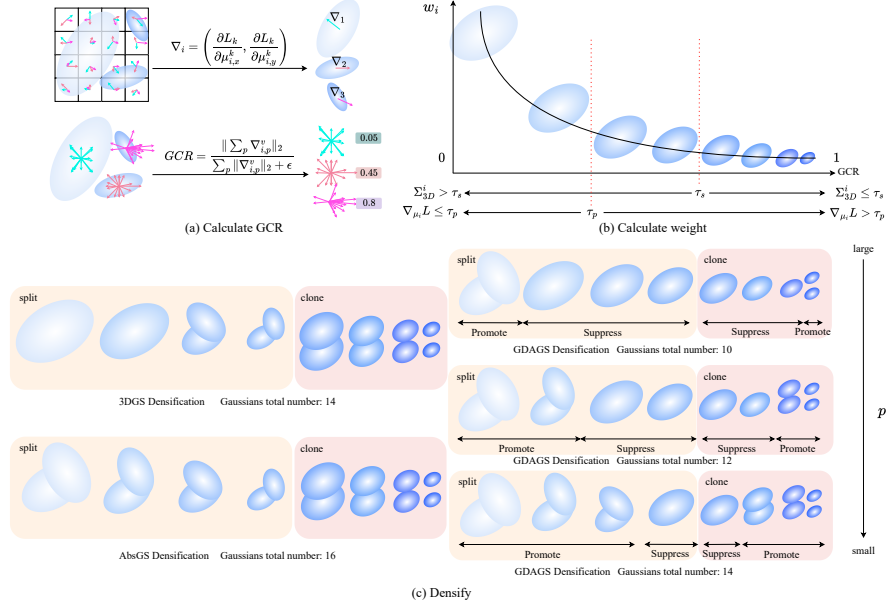 ∇_i = (∂L_k/∂μ^k_{i,x}, ∂L_k/∂μ^k_{i,y})
∇_1
∇_2
∇_3
GCR = ‖ ∑_p ∇^v_{i,p} ‖_2 / ∑_p ‖∇^v_{i,p}‖_2 + ϵ
0.05
0.45
0.8
(a) Calculate GCR
w_i
0
1
GCR
Σ^i_{3D} > τ_s
τ_s
Σ^i_{3D} ≤ τ_s
∇_{μ_i} L ≤ τ_p
τ_p
∇_{μ_i} L > τ_p
(b) Calculate weight
split
clone
3DGS Densification Gaussians total number: 14
split
clone
AbsGS Densification Gaussians total number: 16
split
clone
Promote
Suppress
Suppress
Promote
GDAGS Densification Gaussians total number: 10
split
clone
Promote
Suppress
Suppress
Promote
GDAGS Densification Gaussians total number: 12
split
clone
Promote
Suppress
Suppress
Promote
GDAGS Densification Gaussians total number: 14
large
p
small
(c) Densify